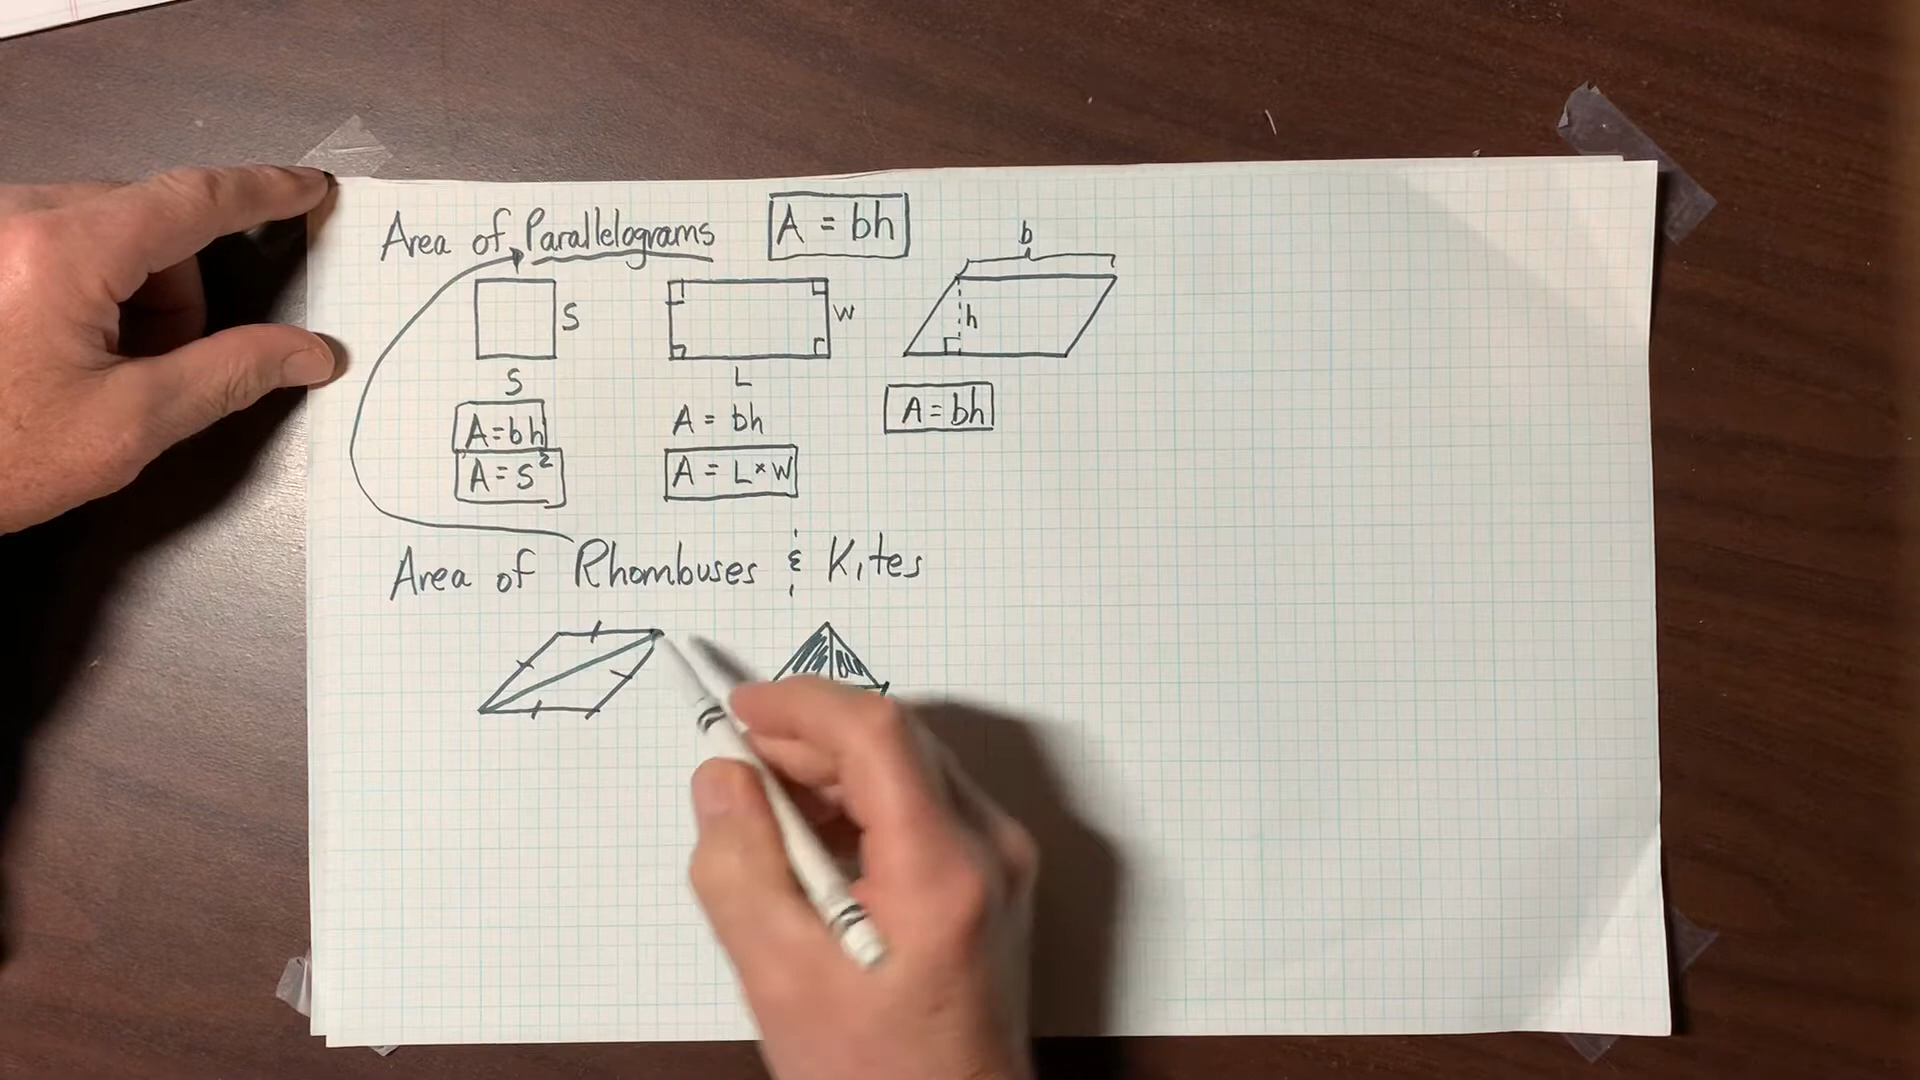 Area of Parallelograms A = bh
b
S W h
S L
A=bh A = bh A = bh
A = s² A = L × W
Area of Rhombuses & Kites